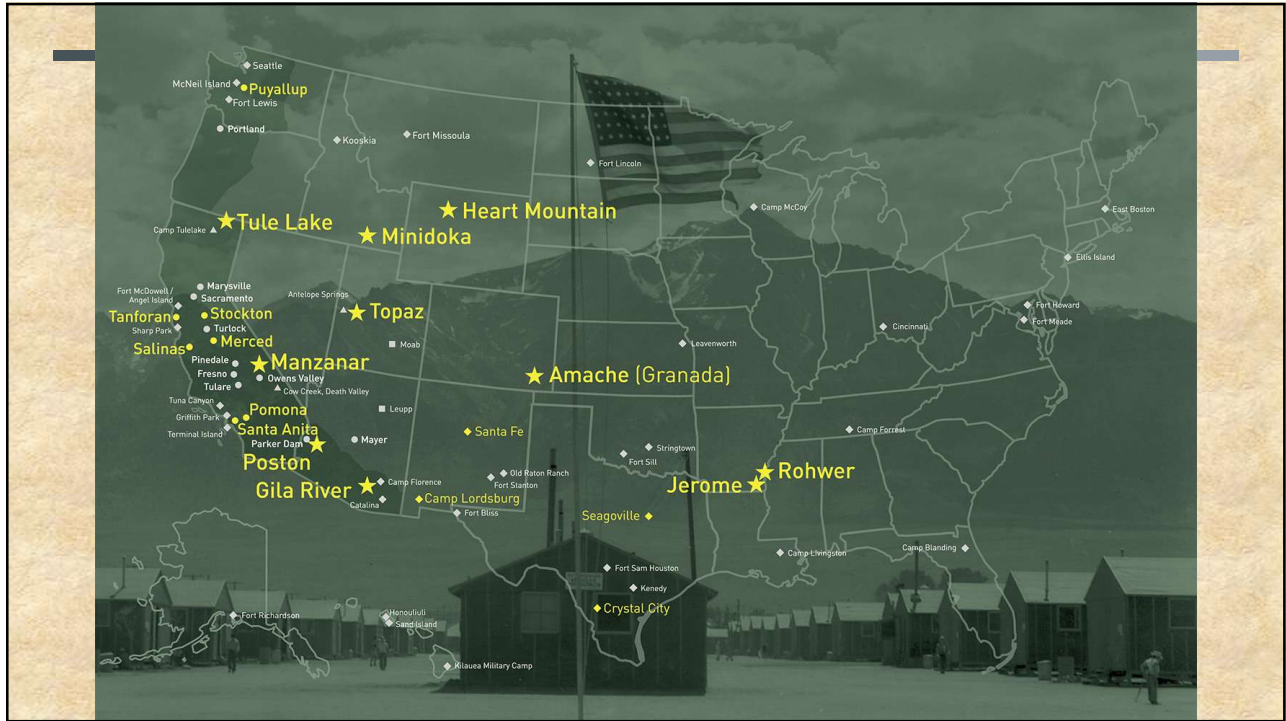 Seattle
McNeil Island
Puyallup
Fort Lewis
Portland
Kooskia
Fort Missoula
Fort Lincoln
Camp McCoy
East Boston
Ellis Island
Heart Mountain
Tule Lake
Camp Tulelake
Minidoka
Marysville
Fort McDowell /
Angel Island
Sacramento
Antelope Springs
Tanforan
Stockton
Topaz
Sharp Park
Turlock
Merced
Salinas
Moab
Leavenworth
Cincinnati
Fort Howard
Fort Meade
Pinedale
Manzanar
Fresno
Owens Valley
Tulare
Cow Creek, Death Valley
Amache (Granada)
Tuna Canyon
Pomona
Griffith Park
Santa Anita
Terminal Island
Leupp
Parker Dam
Mayer
Santa Fe
Camp Forrest
Stringtown
Fort Sill
Poston
Old Raton Ranch
Fort Stanton
Rohwer
Jerome
Gila River
Camp Florence
Catalina
Camp Lordsburg
Fort Bliss
Seagoville
Camp Livingston
Camp Blanding
Fort Sam Houston
Kenedy
Crystal City
Fort Richardson
Honouliuli
Sand Island
Kilauea Military Camp